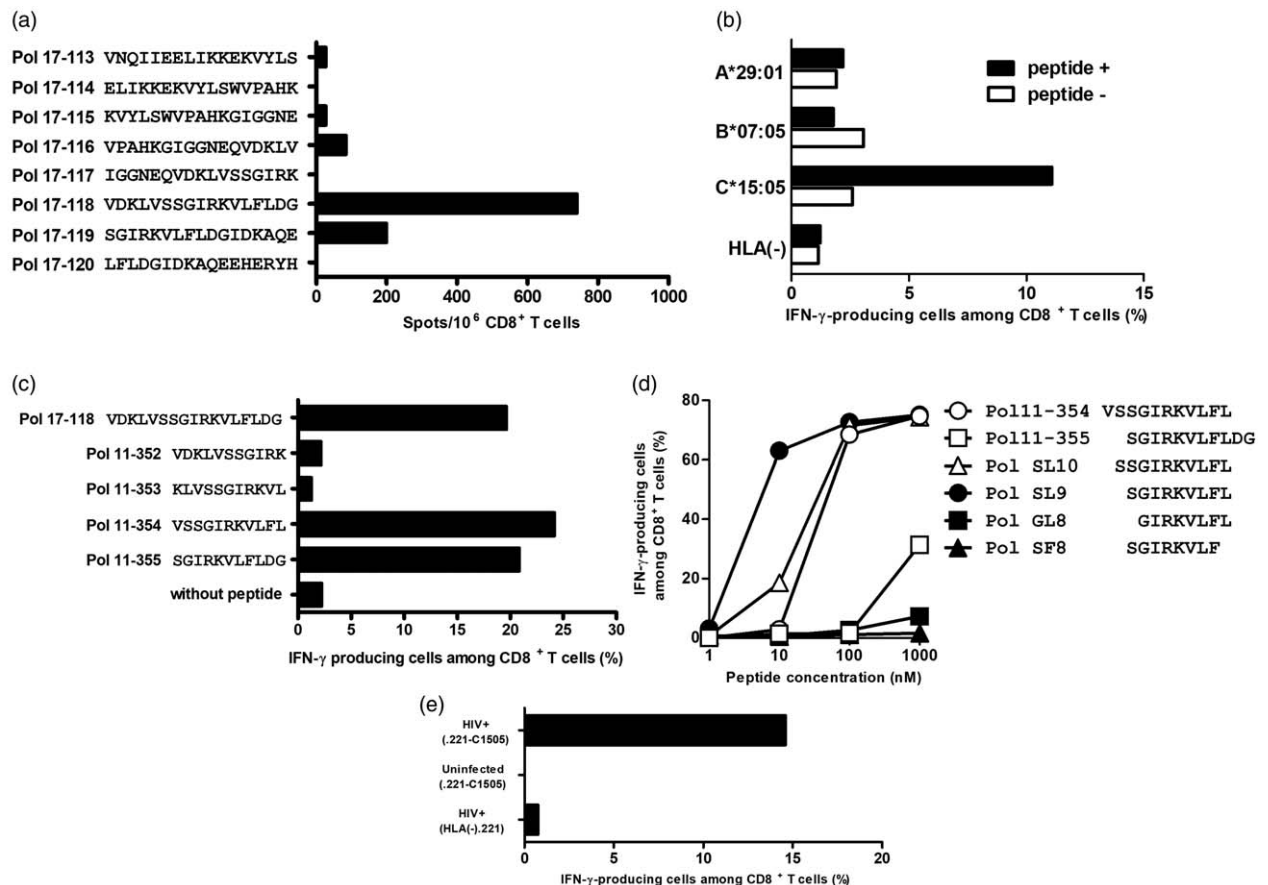 (a)
Pol 17-113 VNQIIEELIKKEKVYLS
Pol 17-114 ELIKKEKVYLSWVPAHK
Pol 17-115 KVYLSWVPAHKGIGGNE
Pol 17-116 VPAHKGIGGNEQVDKLV
Pol 17-117 IGGNEQVDKLVSSGIRK
Pol 17-118 VDKLVSSGIRKVLFLDG
Pol 17-119 SGIRKVLFLDGIDKAQE
Pol 17-120 LFLDGIDKAQEEHERYH
0 200 400 600 800 1000
Spots/10⁶ CD8⁺ T cells
(b)
A*29:01
B*07:05
C*15:05
HLA(-)
peptide +
peptide -
0 5 10 15
IFN-γ-producing cells among CD8⁺ T cells (%)
(c)
Pol 17-118 VDKLVSSGIRKVLFLDG
Pol 11-352 VDKLVSSGIRK
Pol 11-353 KLVSSGIRKVL
Pol 11-354 VSSGIRKVLFL
Pol 11-355 SGIRKVLFLDG
without peptide
0 5 10 15 20 25 30
IFN-γ producing cells among CD8⁺ T cells (%)
(d)
IFN-γ-producing cells
among CD8⁺ T cells (%)
80
60
40
20
0
1 10 100 1000
Peptide concentration (nM)
Pol11-354 VSSGIRKVLFL
Pol11-355 SGIRKVLFLDG
Pol SL10 SSGIRKVLFL
Pol SL9 SGIRKVLFL
Pol GL8 GIRKVLFL
Pol SF8 SGIRKVLF
(e)
HIV+
(.221-C1505)
Uninfected
(.221-C1505)
HIV+
(HLA(-).221)
0 5 10 15 20
IFN-γ-producing cells among CD8⁺ T cells (%)